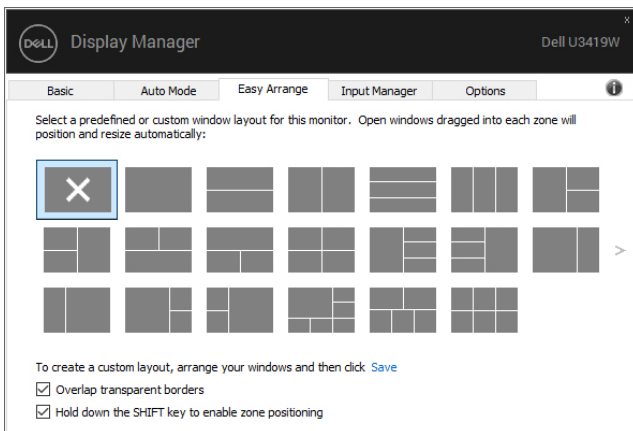 x
DELL Display Manager Dell U3419W
Basic Auto Mode Easy Arrange Input Manager Options
Select a predefined or custom window layout for this monitor. Open windows dragged into each zone will
position and resize automatically:
To create a custom layout, arrange your windows and then click Save
Overlap transparent borders
Hold down the SHIFT key to enable zone positioning